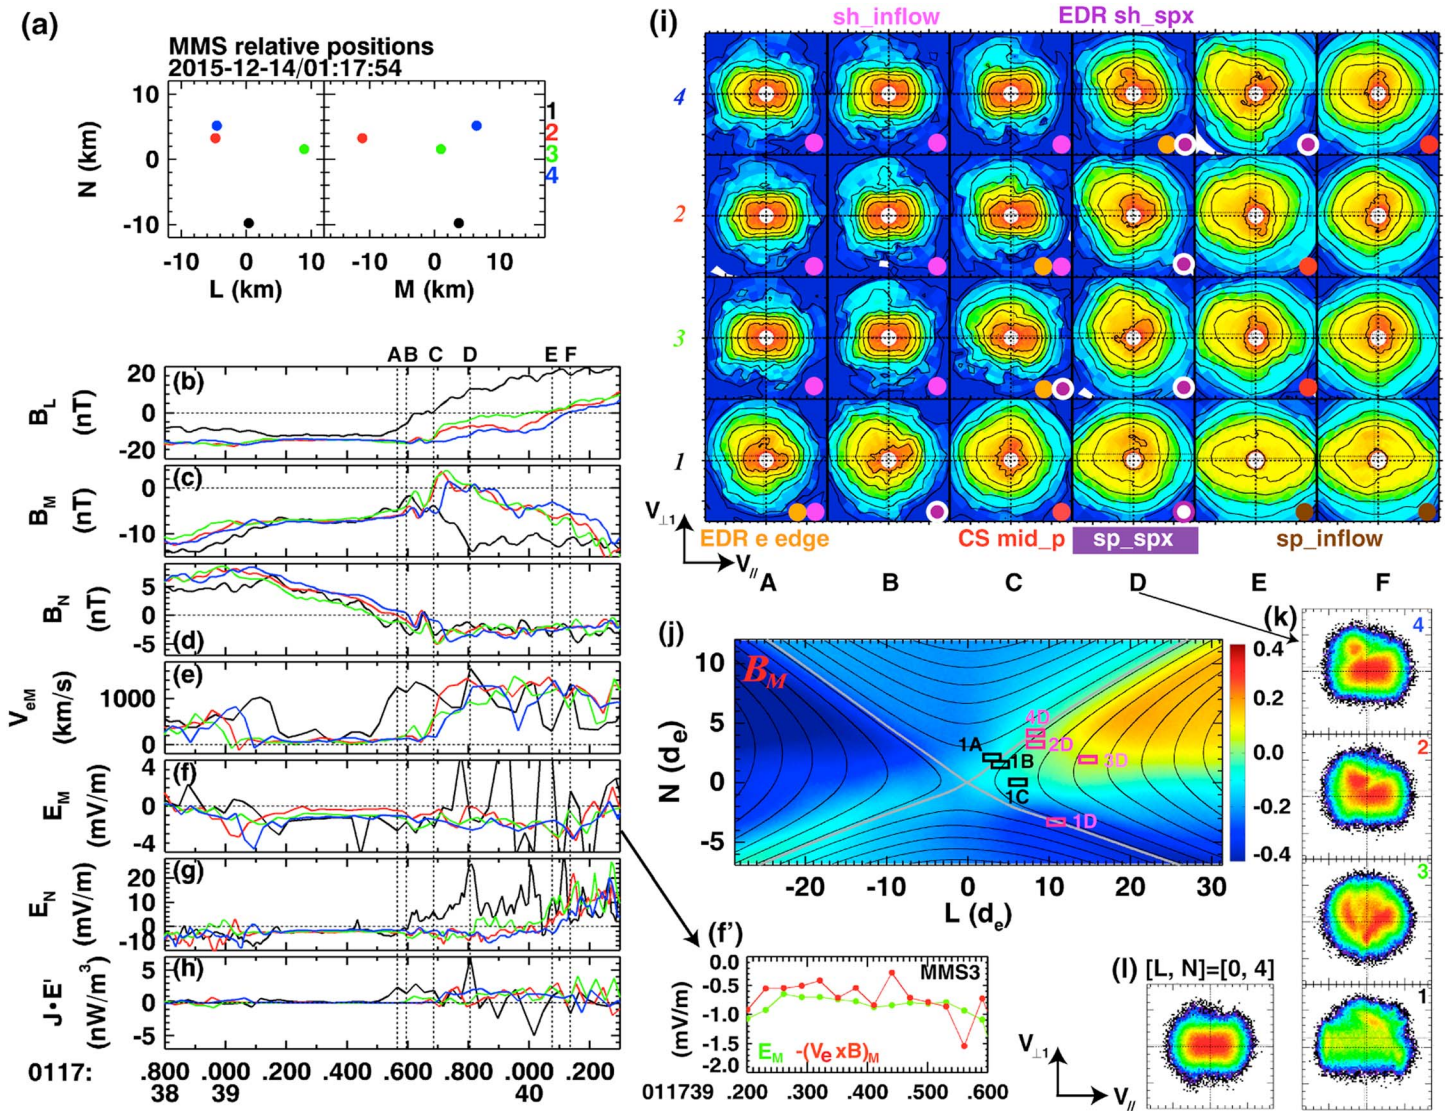 (a)
MMS relative positions
2015-12-14/01:17:54
N (km)
10
0
-10
-10 0 10
-10 0 10
L (km)
M (km)
1
2
3
4
A B C D E F
(b)
B_L (nT)
20
0
-20
(c)
B_M (nT)
0
-10
(d)
B_N (nT)
5
0
-5
(e)
V_eM (km/s)
1000
0
(f)
E_M (mV/m)
4
0
-4
(g)
E_N (mV/m)
20
10
0
-10
(h)
J•E' (nW/m³)
5
0
-5
0117: .800 .000 .200 .400 .600 .800 .000 .200
38 39 40
(i)
sh_inflow
EDR sh_spx
4
2
3
1
V⊥1
V//
EDR e edge
CS mid_p
sp_spx
sp_inflow
A B C D E F
(j)
B_M
N (d_e)
10
5
0
-5
-20 -10 0 10 20 30
L (d_e)
4D
2D
3D
1A
1B
1C
1D
0.4
0.2
0.0
-0.2
-0.4
(f')
MMS3
(mV/m)
0.0
-0.5
-1.0
-1.5
-2.0
E_M -(V_e xB)_M
011739 .200 .300 .400 .500 .600
(k)
4
2
3
1
(l) [L, N]=[0, 4]
V⊥1
V//